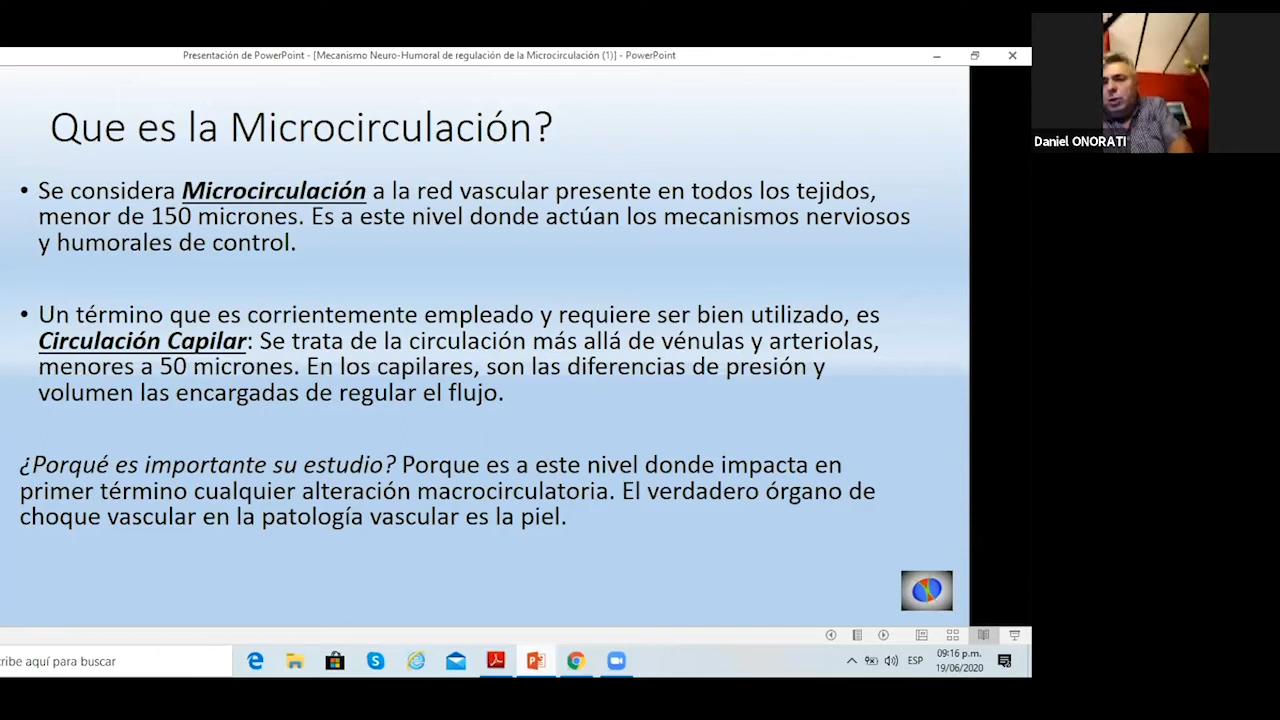 Presentación de PowerPoint - [Mecanismo Neuro-Humoral de regulación de la Microcirculación (1)] - PowerPoint
Daniel ONORATI
Que es la Microcirculación?
• Se considera Microcirculación a la red vascular presente en todos los tejidos,
menor de 150 micrones. Es a este nivel donde actúan los mecanismos nerviosos
y humorales de control.
• Un término que es corrientemente empleado y requiere ser bien utilizado, es
Circulación Capilar: Se trata de la circulación más allá de vénulas y arteriolas,
menores a 50 micrones. En los capilares, son las diferencias de presión y
volumen las encargadas de regular el flujo.
¿Porqué es importante su estudio? Porque es a este nivel donde impacta en
primer término cualquier alteración macrocirculatoria. El verdadero órgano de
choque vascular en la patología vascular es la piel.
cribe aquí para buscar
ESP
09:16 p.m.
19/06/2020